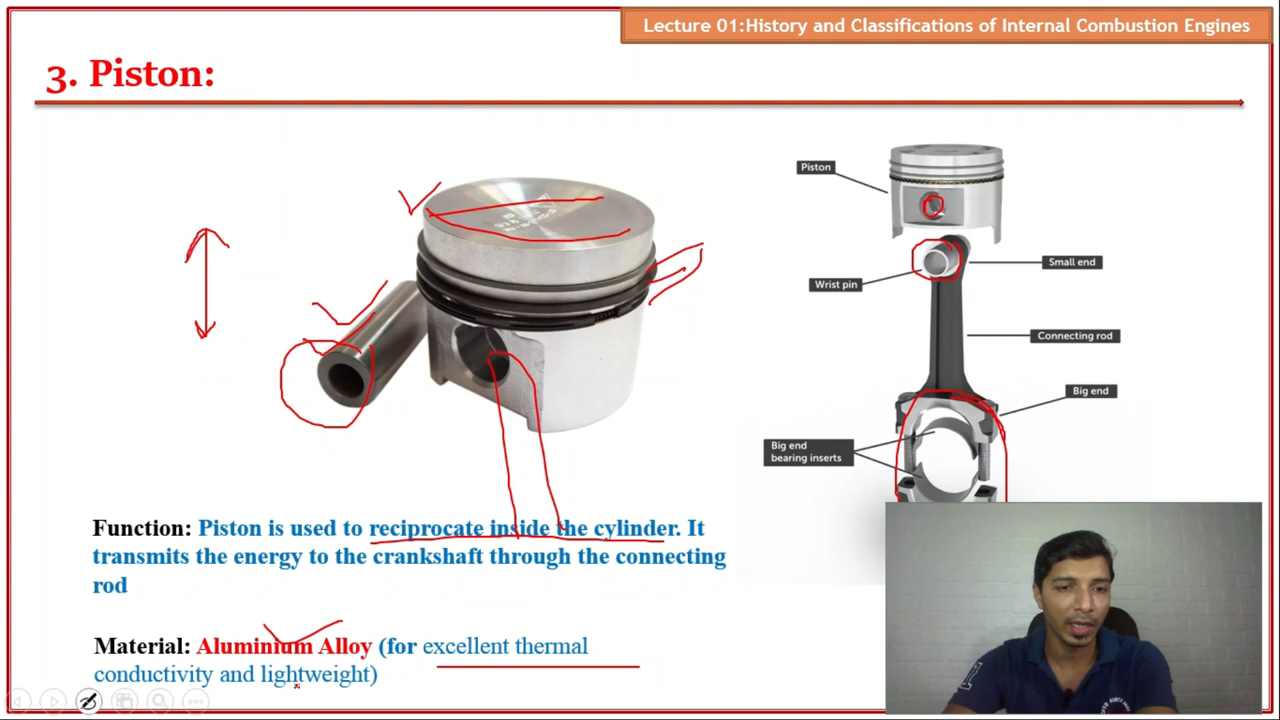 Lecture 01:History and Classifications of Internal Combustion Engines
3. Piston:
Piston
Small end
Wrist pin
Connecting rod
Big end
Big end
bearing inserts
Function: Piston is used to reciprocate inside the cylinder. It
transmits the energy to the crankshaft through the connecting
rod
Material: Aluminium Alloy (for excellent thermal
conductivity and lightweight)